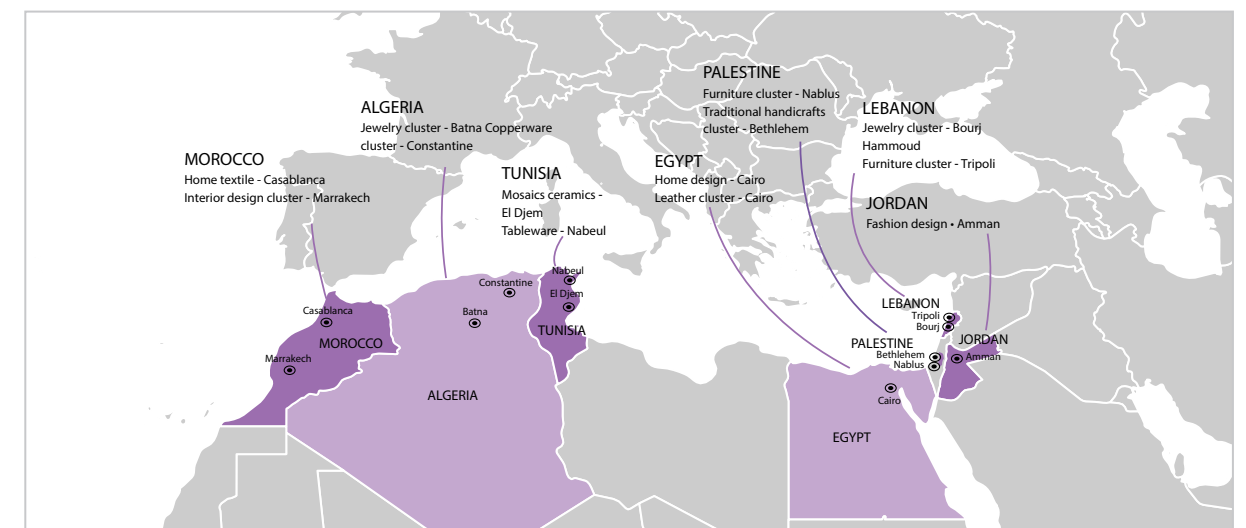 PALESTINE
Furniture cluster - Nablus
Traditional handicrafts
cluster - Bethlehem
ALGERIA
Jewelry cluster - Batna Copperware
cluster - Constantine
LEBANON
Jewelry cluster - Bourj
Hammoud
Furniture cluster - Tripoli
MOROCCO
Home textile - Casablanca
Interior design cluster - Marrakech
TUNISIA
Mosaics ceramics -
El Djem
Tableware - Nabeul
EGYPT
Home design - Cairo
Leather cluster - Cairo
JORDAN
Fashion design • Amman
Nabeul
Constantine
El Djem
Casablanca
Batna
TUNISIA
MOROCCO
Marrakech
ALGERIA
LEBANON
Tripoli
Bourj
PALESTINE
JORDAN
Bethlehem
Amman
Nablus
Cairo
EGYPT